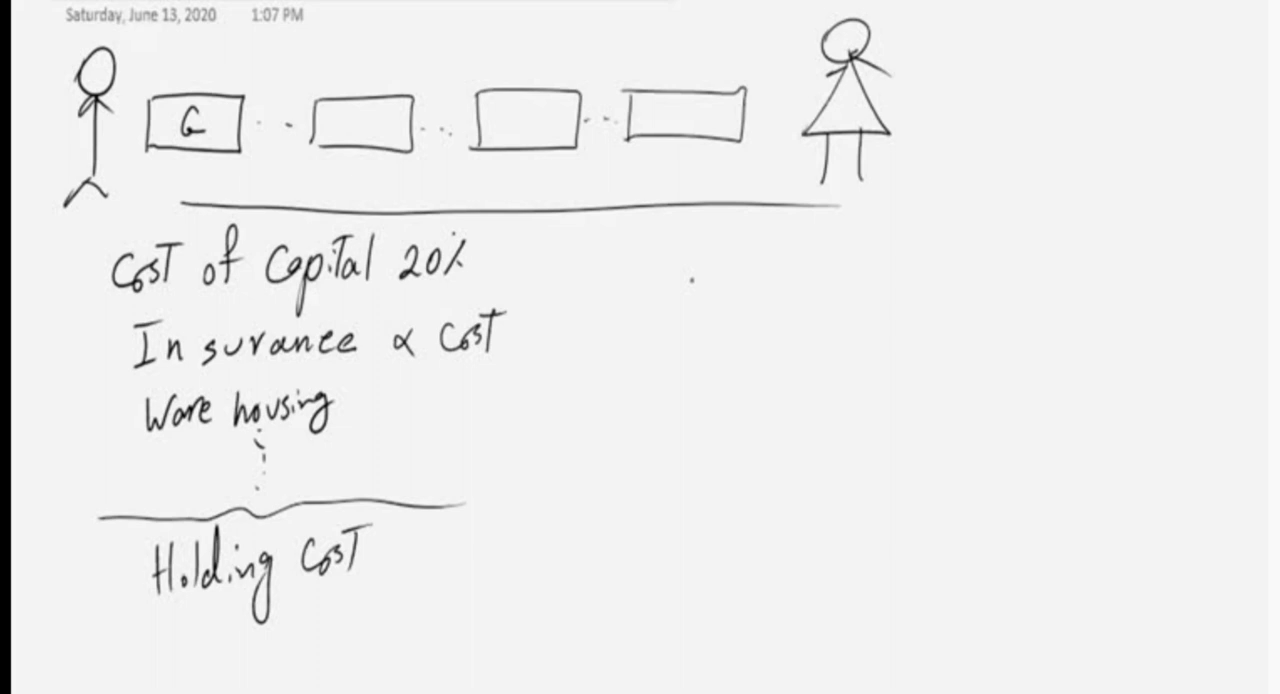 Saturday, June 13, 2020 1:07 PM
G
Cost of Capital 20%
Insurance ∝ Cost
Ware housing
Holding Cost